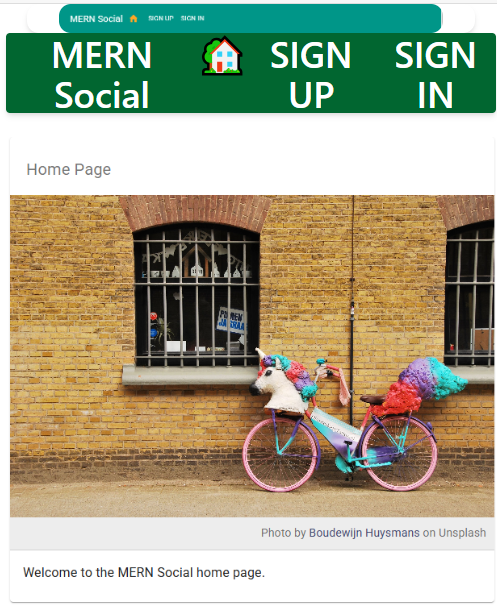 MERN Social SIGN UP SIGN IN
MERN Social SIGN UP SIGN IN
Home Page
Photo by Boudewijn Huysmans on Unsplash
Welcome to the MERN Social home page.